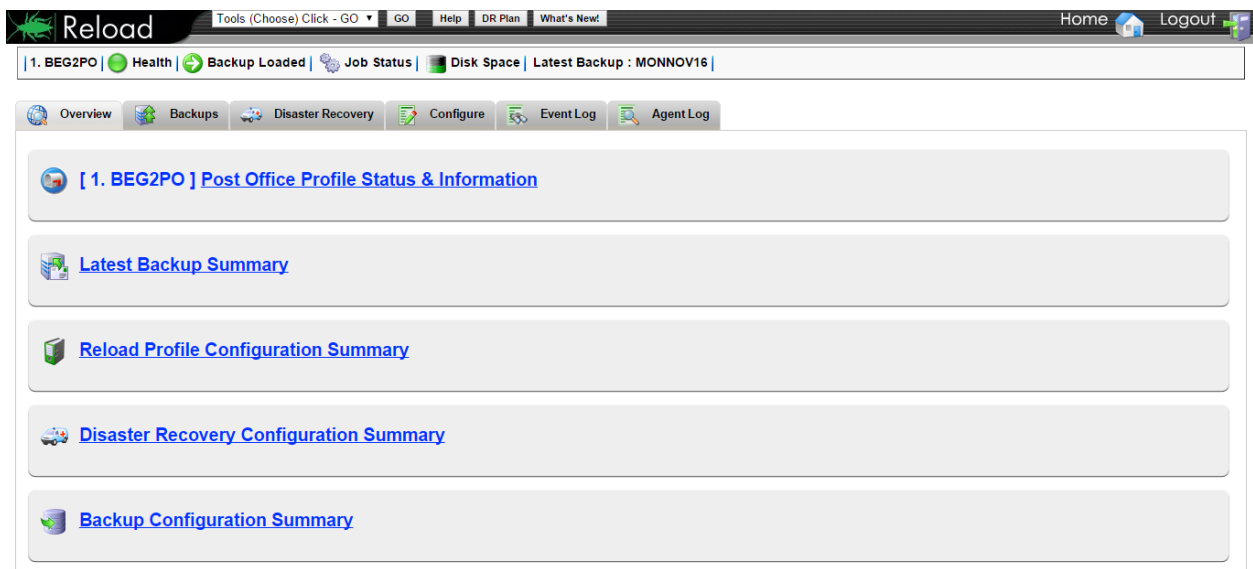 Reload Tools (Choose) Click - GO GO Help DR Plan What's New! Home Logout
| 1. BEG2PO | Health | Backup Loaded | Job Status | Disk Space | Latest Backup : MONNOV16 |
Overview Backups Disaster Recovery Configure Event Log Agent Log
[ 1. BEG2PO ] Post Office Profile Status & Information
Latest Backup Summary
Reload Profile Configuration Summary
Disaster Recovery Configuration Summary
Backup Configuration Summary